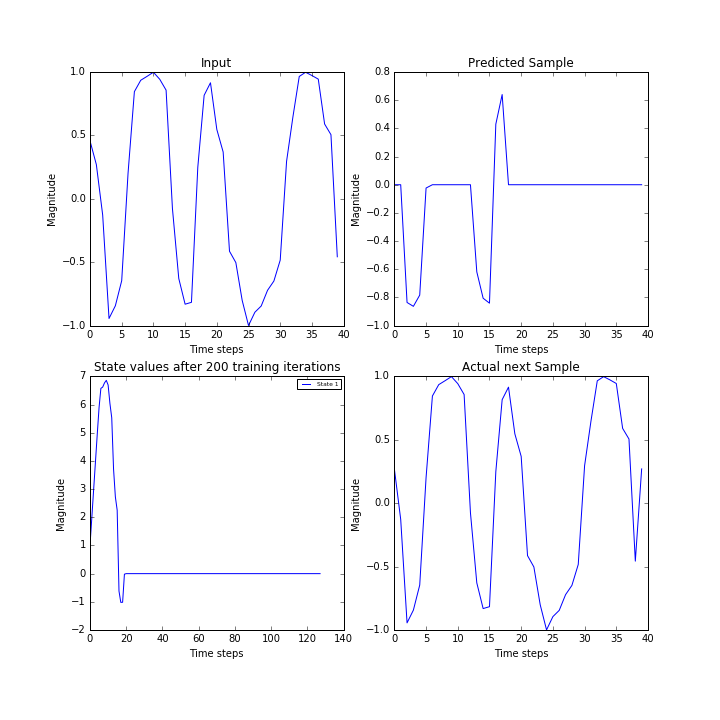 Input
Magnitude
1.0
0.5
0.0
−0.5
−1.0
0 5 10 15 20 25 30 35 40
Time steps
Predicted Sample
Magnitude
0.8
0.6
0.4
0.2
0.0
−0.2
−0.4
−0.6
−0.8
−1.0
0 5 10 15 20 25 30 35 40
Time steps
State values after 200 training iterations
State 1
Magnitude
7
6
5
4
3
2
1
0
−1
−2
0 20 40 60 80 100 120 140
Time steps
Actual next Sample
Magnitude
1.0
0.5
0.0
−0.5
−1.0
0 5 10 15 20 25 30 35 40
Time steps